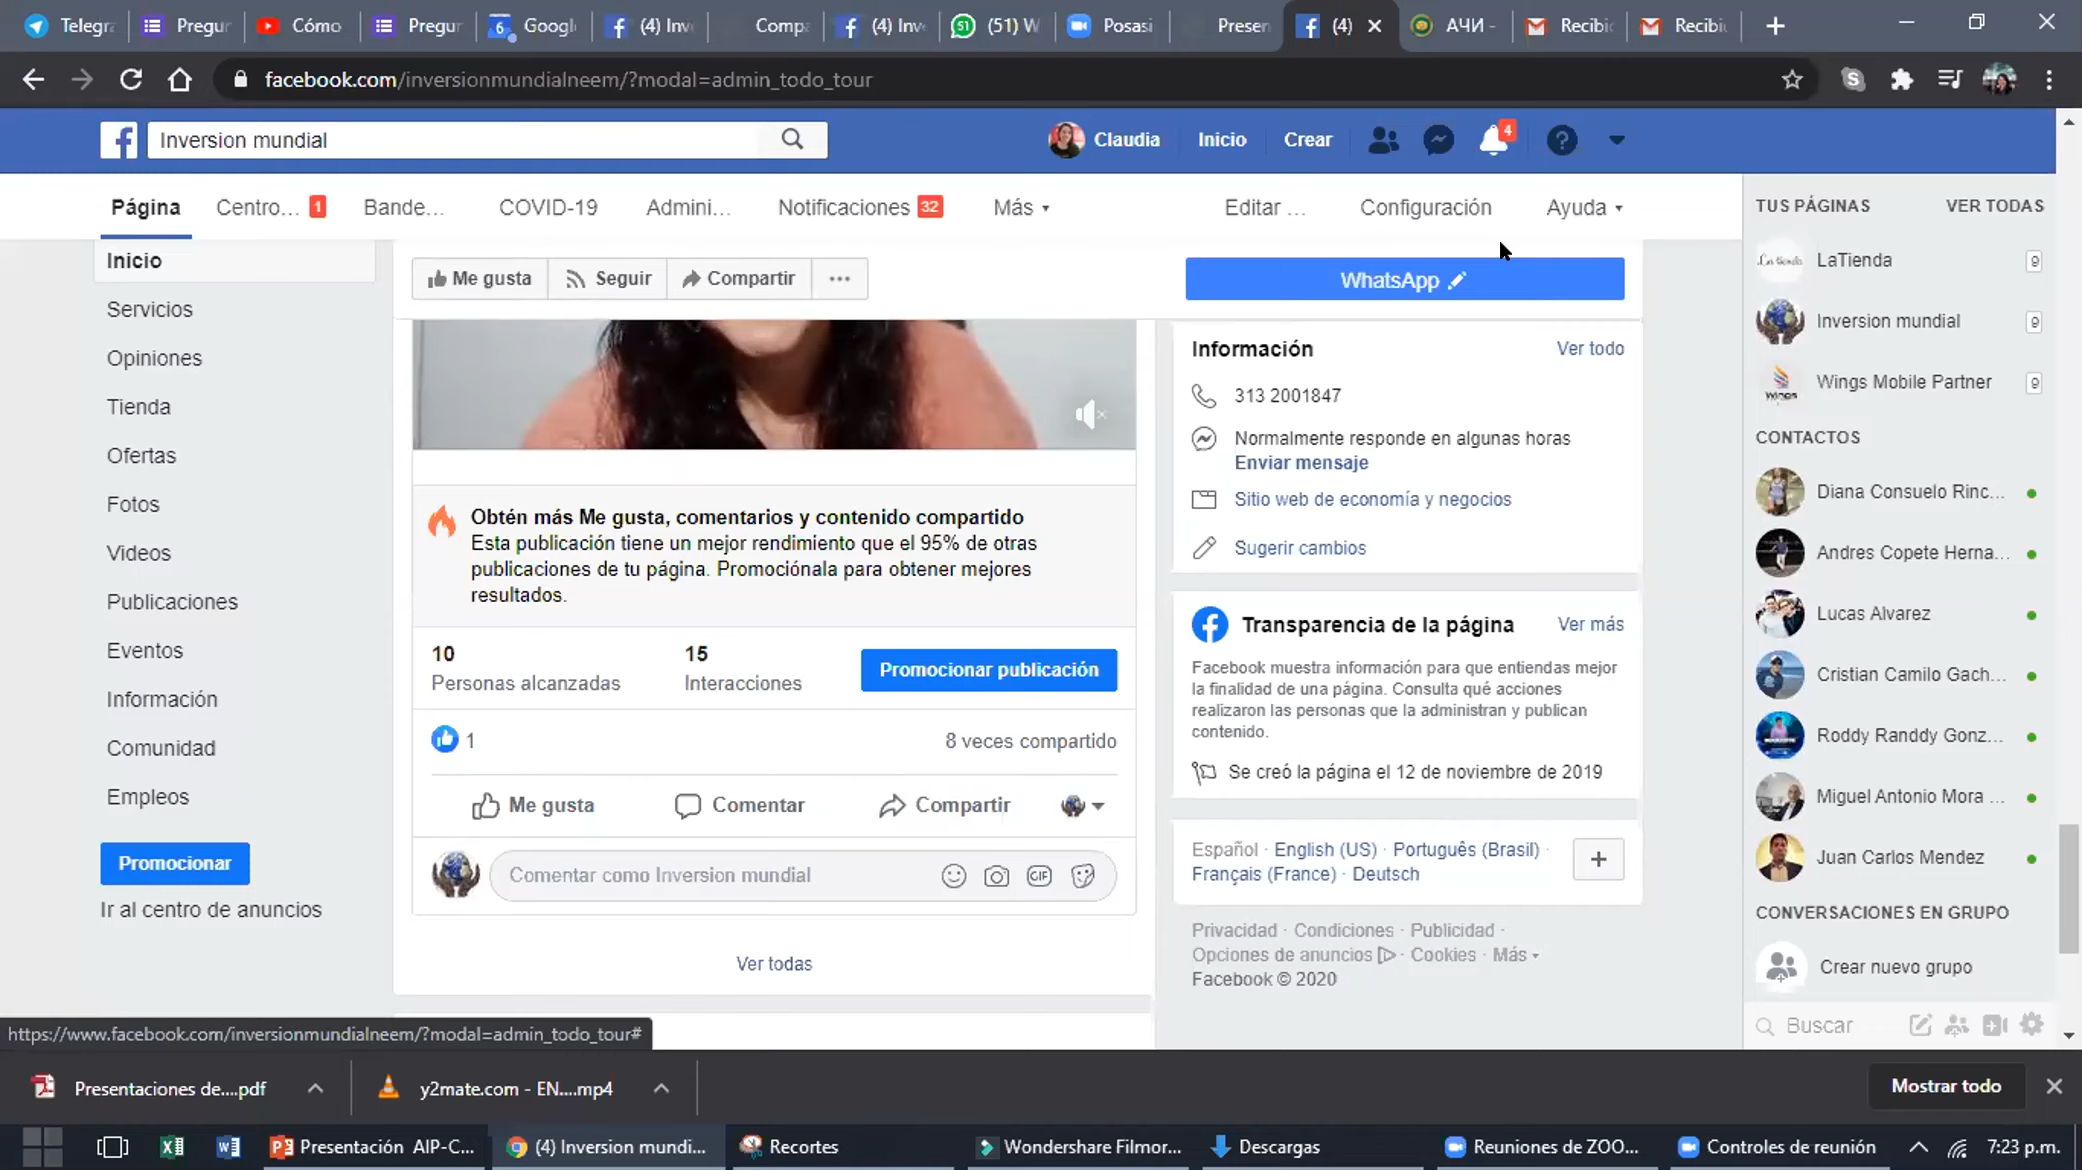 Telegra
Pregur
Cómo
Pregur
Googl
(4) Inv
Compa
(4) Inve
(51) W
Posasi
Presen
(4)
АЧИ -
Recibid
Recibid
facebook.com/inversionmundialneem/?modal=admin_todo_tour
Inversion mundial
Claudia
Inicio
Crear
4
Página
Centro... 1
Bande...
COVID-19
Admini...
Notificaciones 32
Más
Editar ...
Configuración
Ayuda
Inicio
Servicios
Opiniones
Tienda
Ofertas
Fotos
Videos
Publicaciones
Eventos
Información
Comunidad
Empleos
Promocionar
Ir al centro de anuncios
Me gusta
Seguir
Compartir
...
WhatsApp
Obtén más Me gusta, comentarios y contenido compartido
Esta publicación tiene un mejor rendimiento que el 95% de otras
publicaciones de tu página. Promociónala para obtener mejores
resultados.
10
Personas alcanzadas
15
Interacciones
Promocionar publicación
1
8 veces compartido
Me gusta
Comentar
Compartir
Comentar como Inversion mundial
GIF
Ver todas
Información
Ver todo
313 2001847
Normalmente responde en algunas horas
Enviar mensaje
Sitio web de economía y negocios
Sugerir cambios
Transparencia de la página
Ver más
Facebook muestra información para que entiendas mejor
la finalidad de una página. Consulta qué acciones
realizaron las personas que la administran y publican
contenido.
Se creó la página el 12 de noviembre de 2019
Español · English (US) · Português (Brasil) ·
Français (France) · Deutsch
Privacidad · Condiciones · Publicidad ·
Opciones de anuncios · Cookies · Más
Facebook © 2020
TUS PÁGINAS
VER TODAS
LaTienda
9
Inversion mundial
9
Wings Mobile Partner
9
CONTACTOS
Diana Consuelo Rinc...
Andres Copete Herna...
Lucas Alvarez
Cristian Camilo Gach...
Roddy Randdy Gonz...
Miguel Antonio Mora ...
Juan Carlos Mendez
CONVERSACIONES EN GRUPO
Crear nuevo grupo
Buscar
https://www.facebook.com/inversionmundialneem/?modal=admin_todo_tour#
Presentaciones de....pdf
y2mate.com - EN....mp4
Mostrar todo
Presentación AIP-C...
(4) Inversion mundi...
Recortes
Wondershare Filmor...
Descargas
Reuniones de ZOO...
Controles de reunión
7:23 p.m.